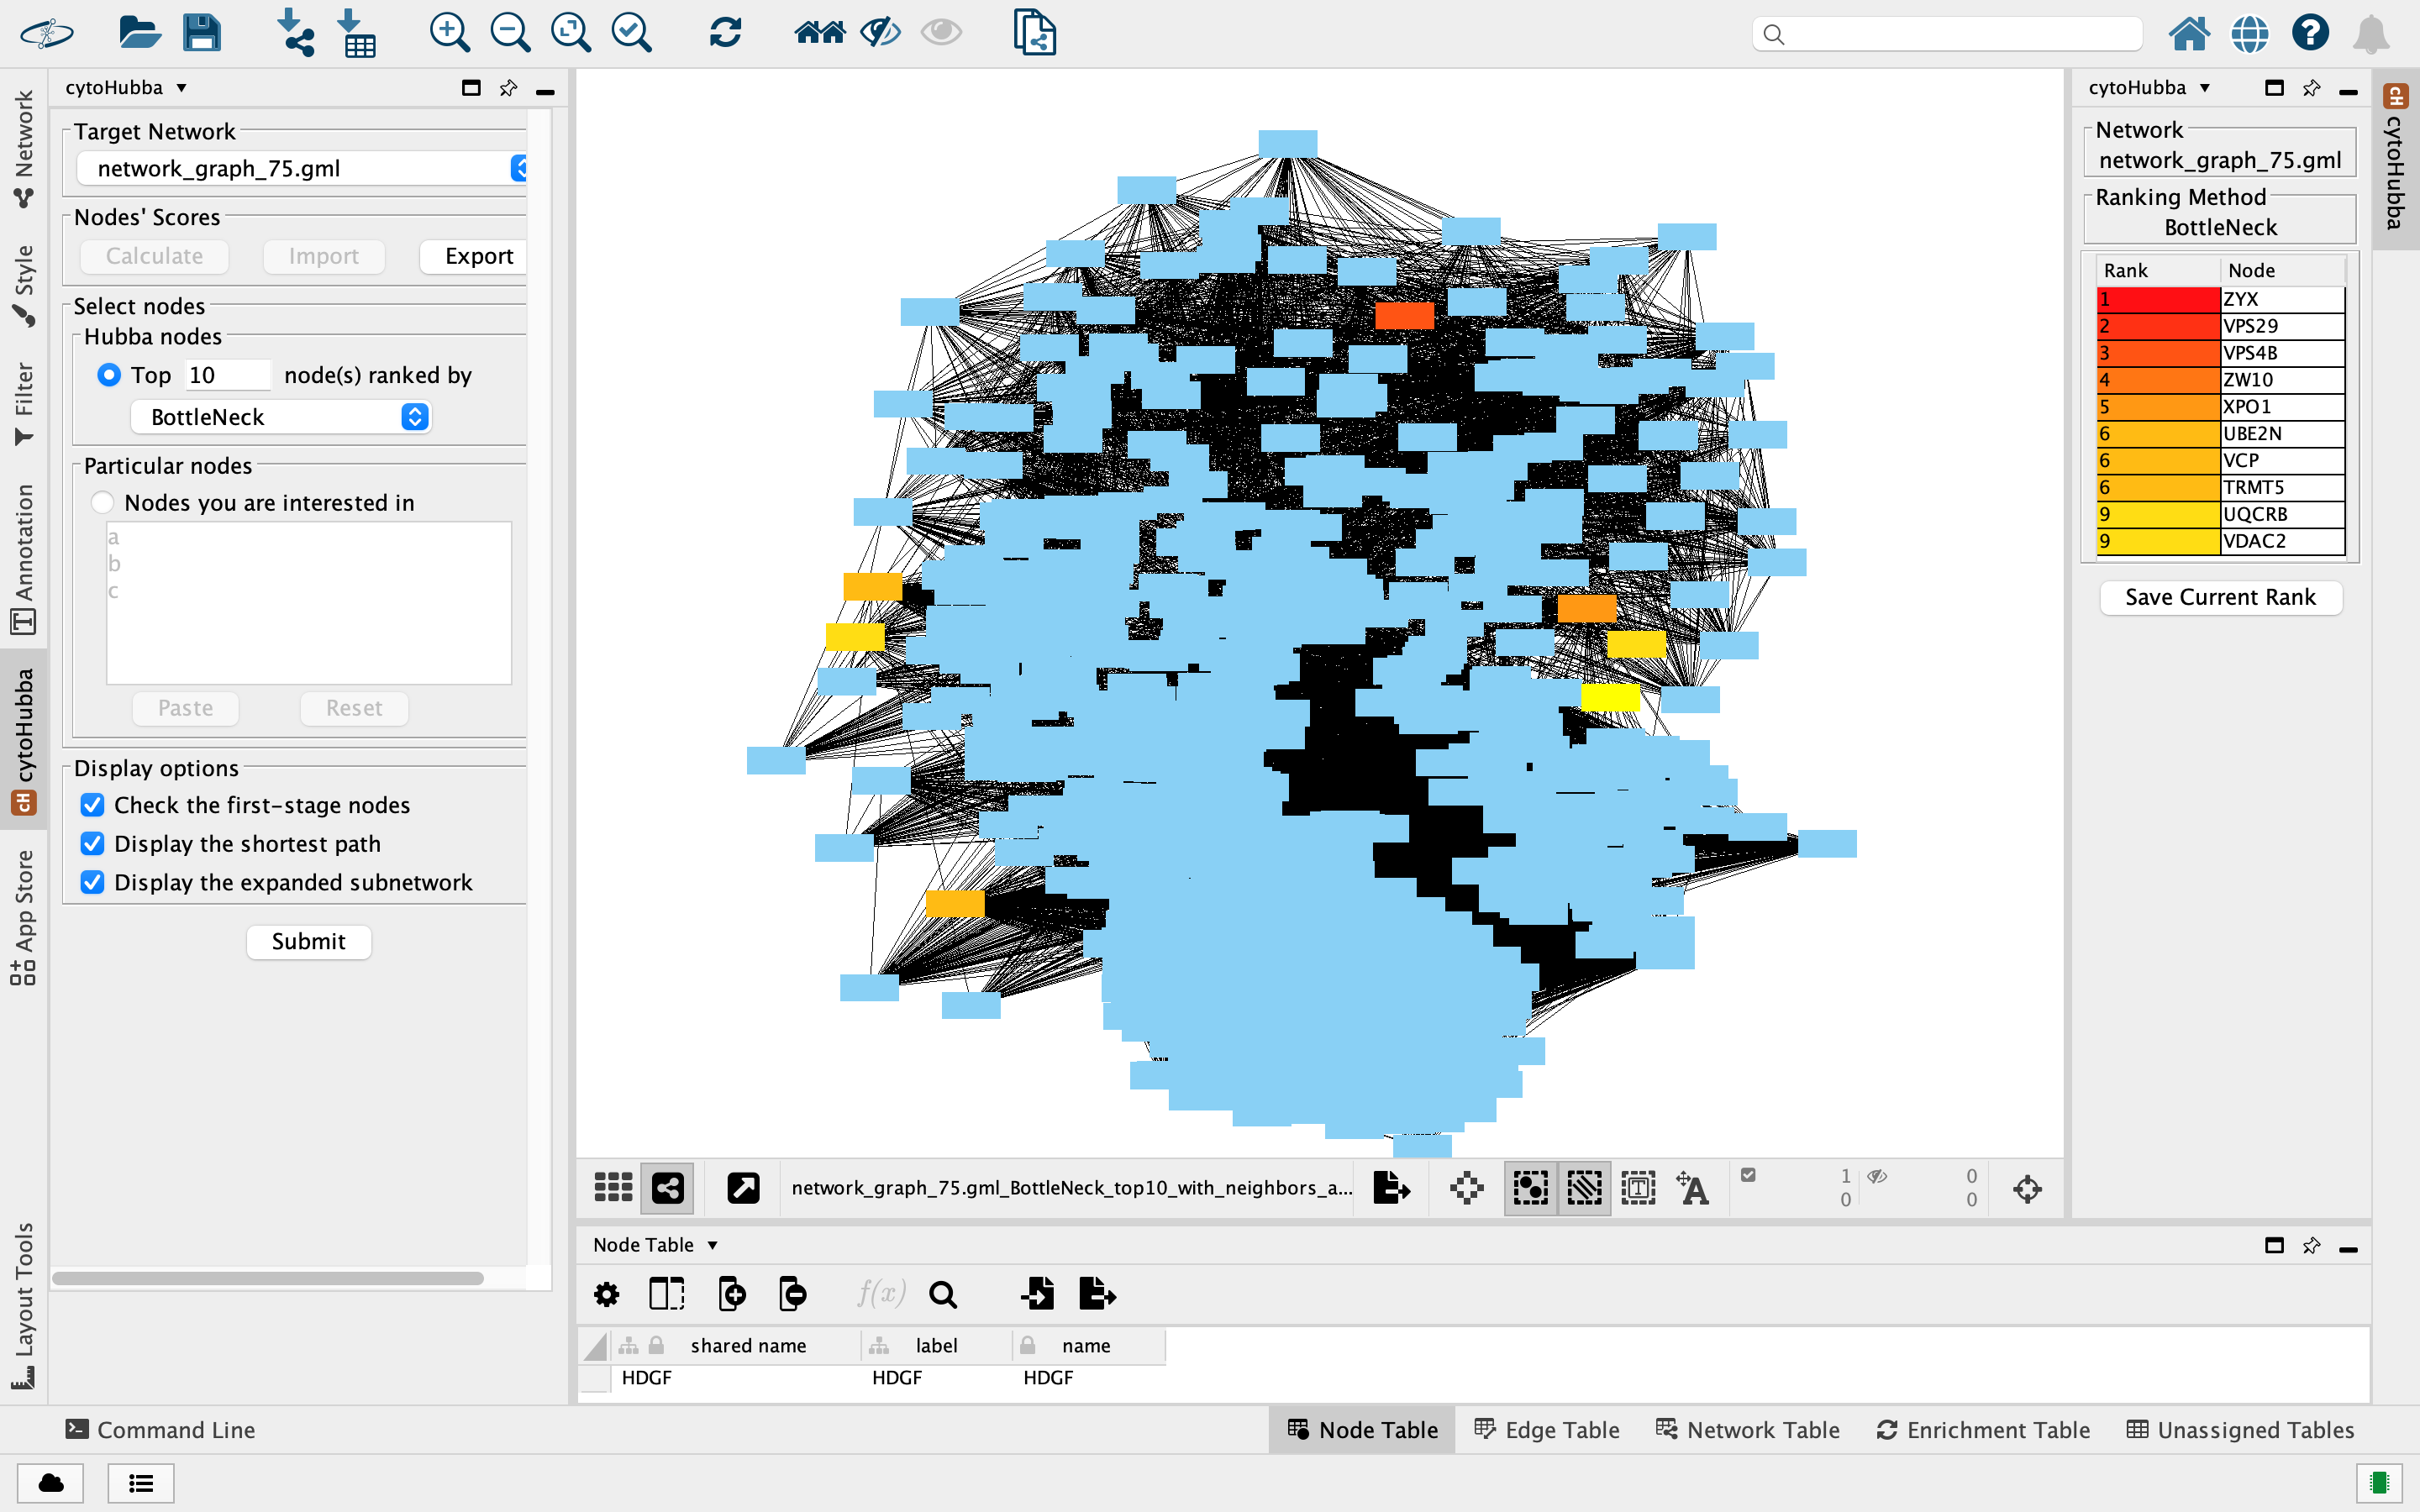 cytoHubba
Target Network
network_graph_75.gml
Nodes' Scores
Calculate
Import
Export
Select nodes
Hubba nodes
Top
10
node(s) ranked by
BottleNeck
Particular nodes
Nodes you are interested in
a
b
c
Paste
Reset
Display options
Check the first-stage nodes
Display the shortest path
Display the expanded subnetwork
Submit
Network
Style
Filter
Annotation
T
cytoHubba
cH
App Store
Layout Tools
network_graph_75.gml_BottleNeck_top10_with_neighbors_a...
T
A
1
0
0
0
cytoHubba
Network
network_graph_75.gml
Ranking Method
BottleNeck
Rank Node
1 ZYX
2 VPS29
3 VPS4B
4 ZW10
5 XPO1
6 UBE2N
6 VCP
6 TRMT5
9 UQCRB
9 VDAC2
Save Current Rank
cH
cytoHubba
Node Table
f(x)
shared name label name
HDGF HDGF HDGF
Command Line
Node Table
Edge Table
Network Table
Enrichment Table
Unassigned Tables